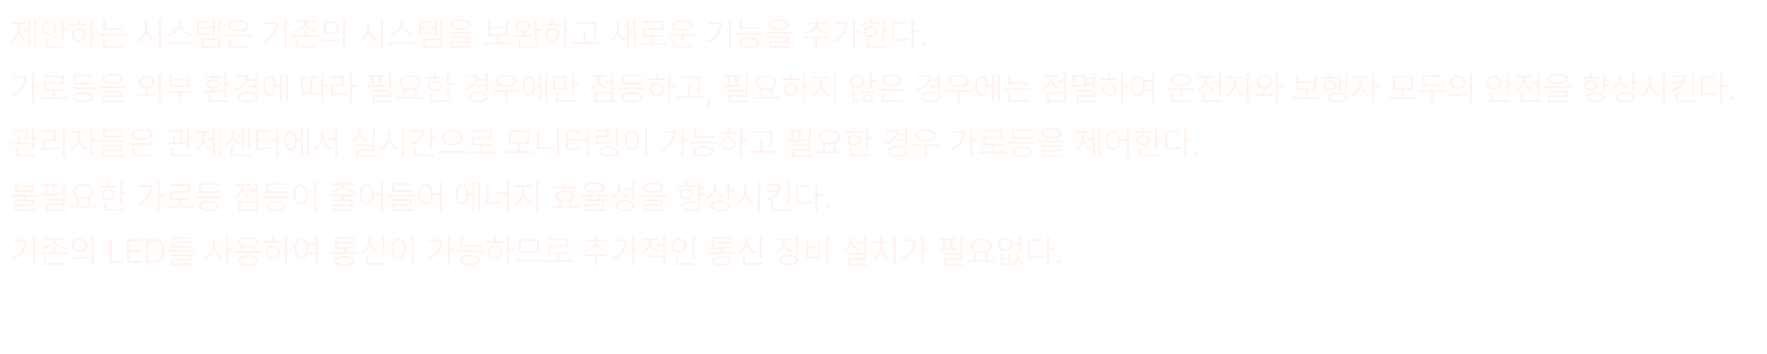 제안하는 시스템은 기존의 시스템을 보완하고 새로운 기능을 추가한다.
가로등을 외부 환경에 따라 필요한 경우에만 점등하고, 필요하지 않은 경우에는 점멸하여 운전자와 보행자 모두의 안전을 향상시킨다.
관리자들은 관제센터에서 실시간으로 모니터링이 가능하고 필요한 경우 가로등을 제어한다.
불필요한 가로등 점등이 줄어들어 에너지 효율성을 향상시킨다.
기존의 LED를 사용하여 통신이 가능하므로 추가적인 통신 장비 설치가 필요없다.